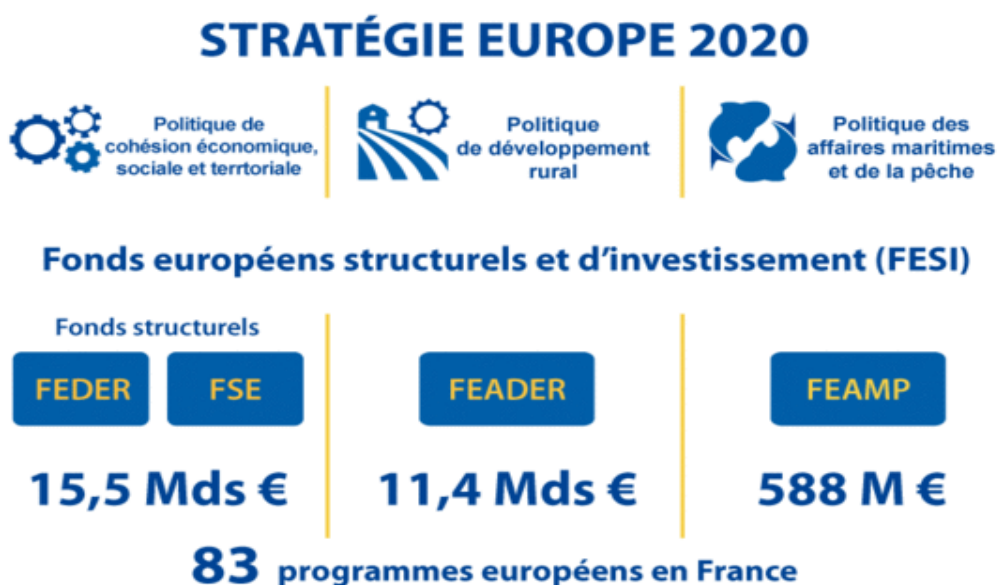 STRATÉGIE EUROPE 2020
Politique de
cohésion économique,
sociale et terrtoriale
Politique
de développement
rural
Politique des
affaires maritimes
et de la pêche
Fonds européens structurels et d'investissement (FESI)
Fonds structurels
FEDER
FSE
FEADER
FEAMP
15,5 Mds €
11,4 Mds €
588 M €
83 programmes européens en France